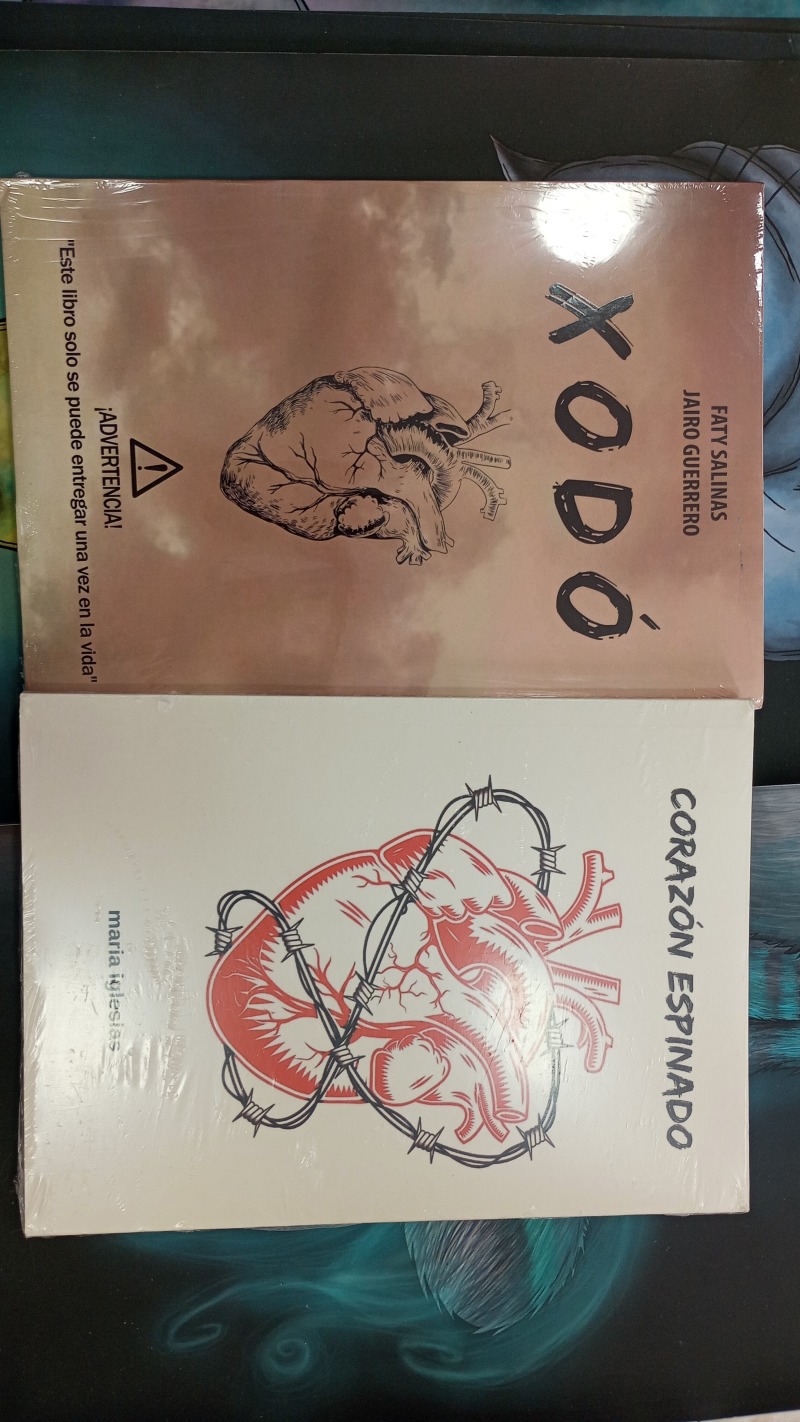 FATY SALINAS
JAIRO GUERRERO
XODÓ
¡ADVERTENCIA!
"Este libro solo se puede entregar una vez en la vida"
CORAZÓN ESPINADO
maria iglesias